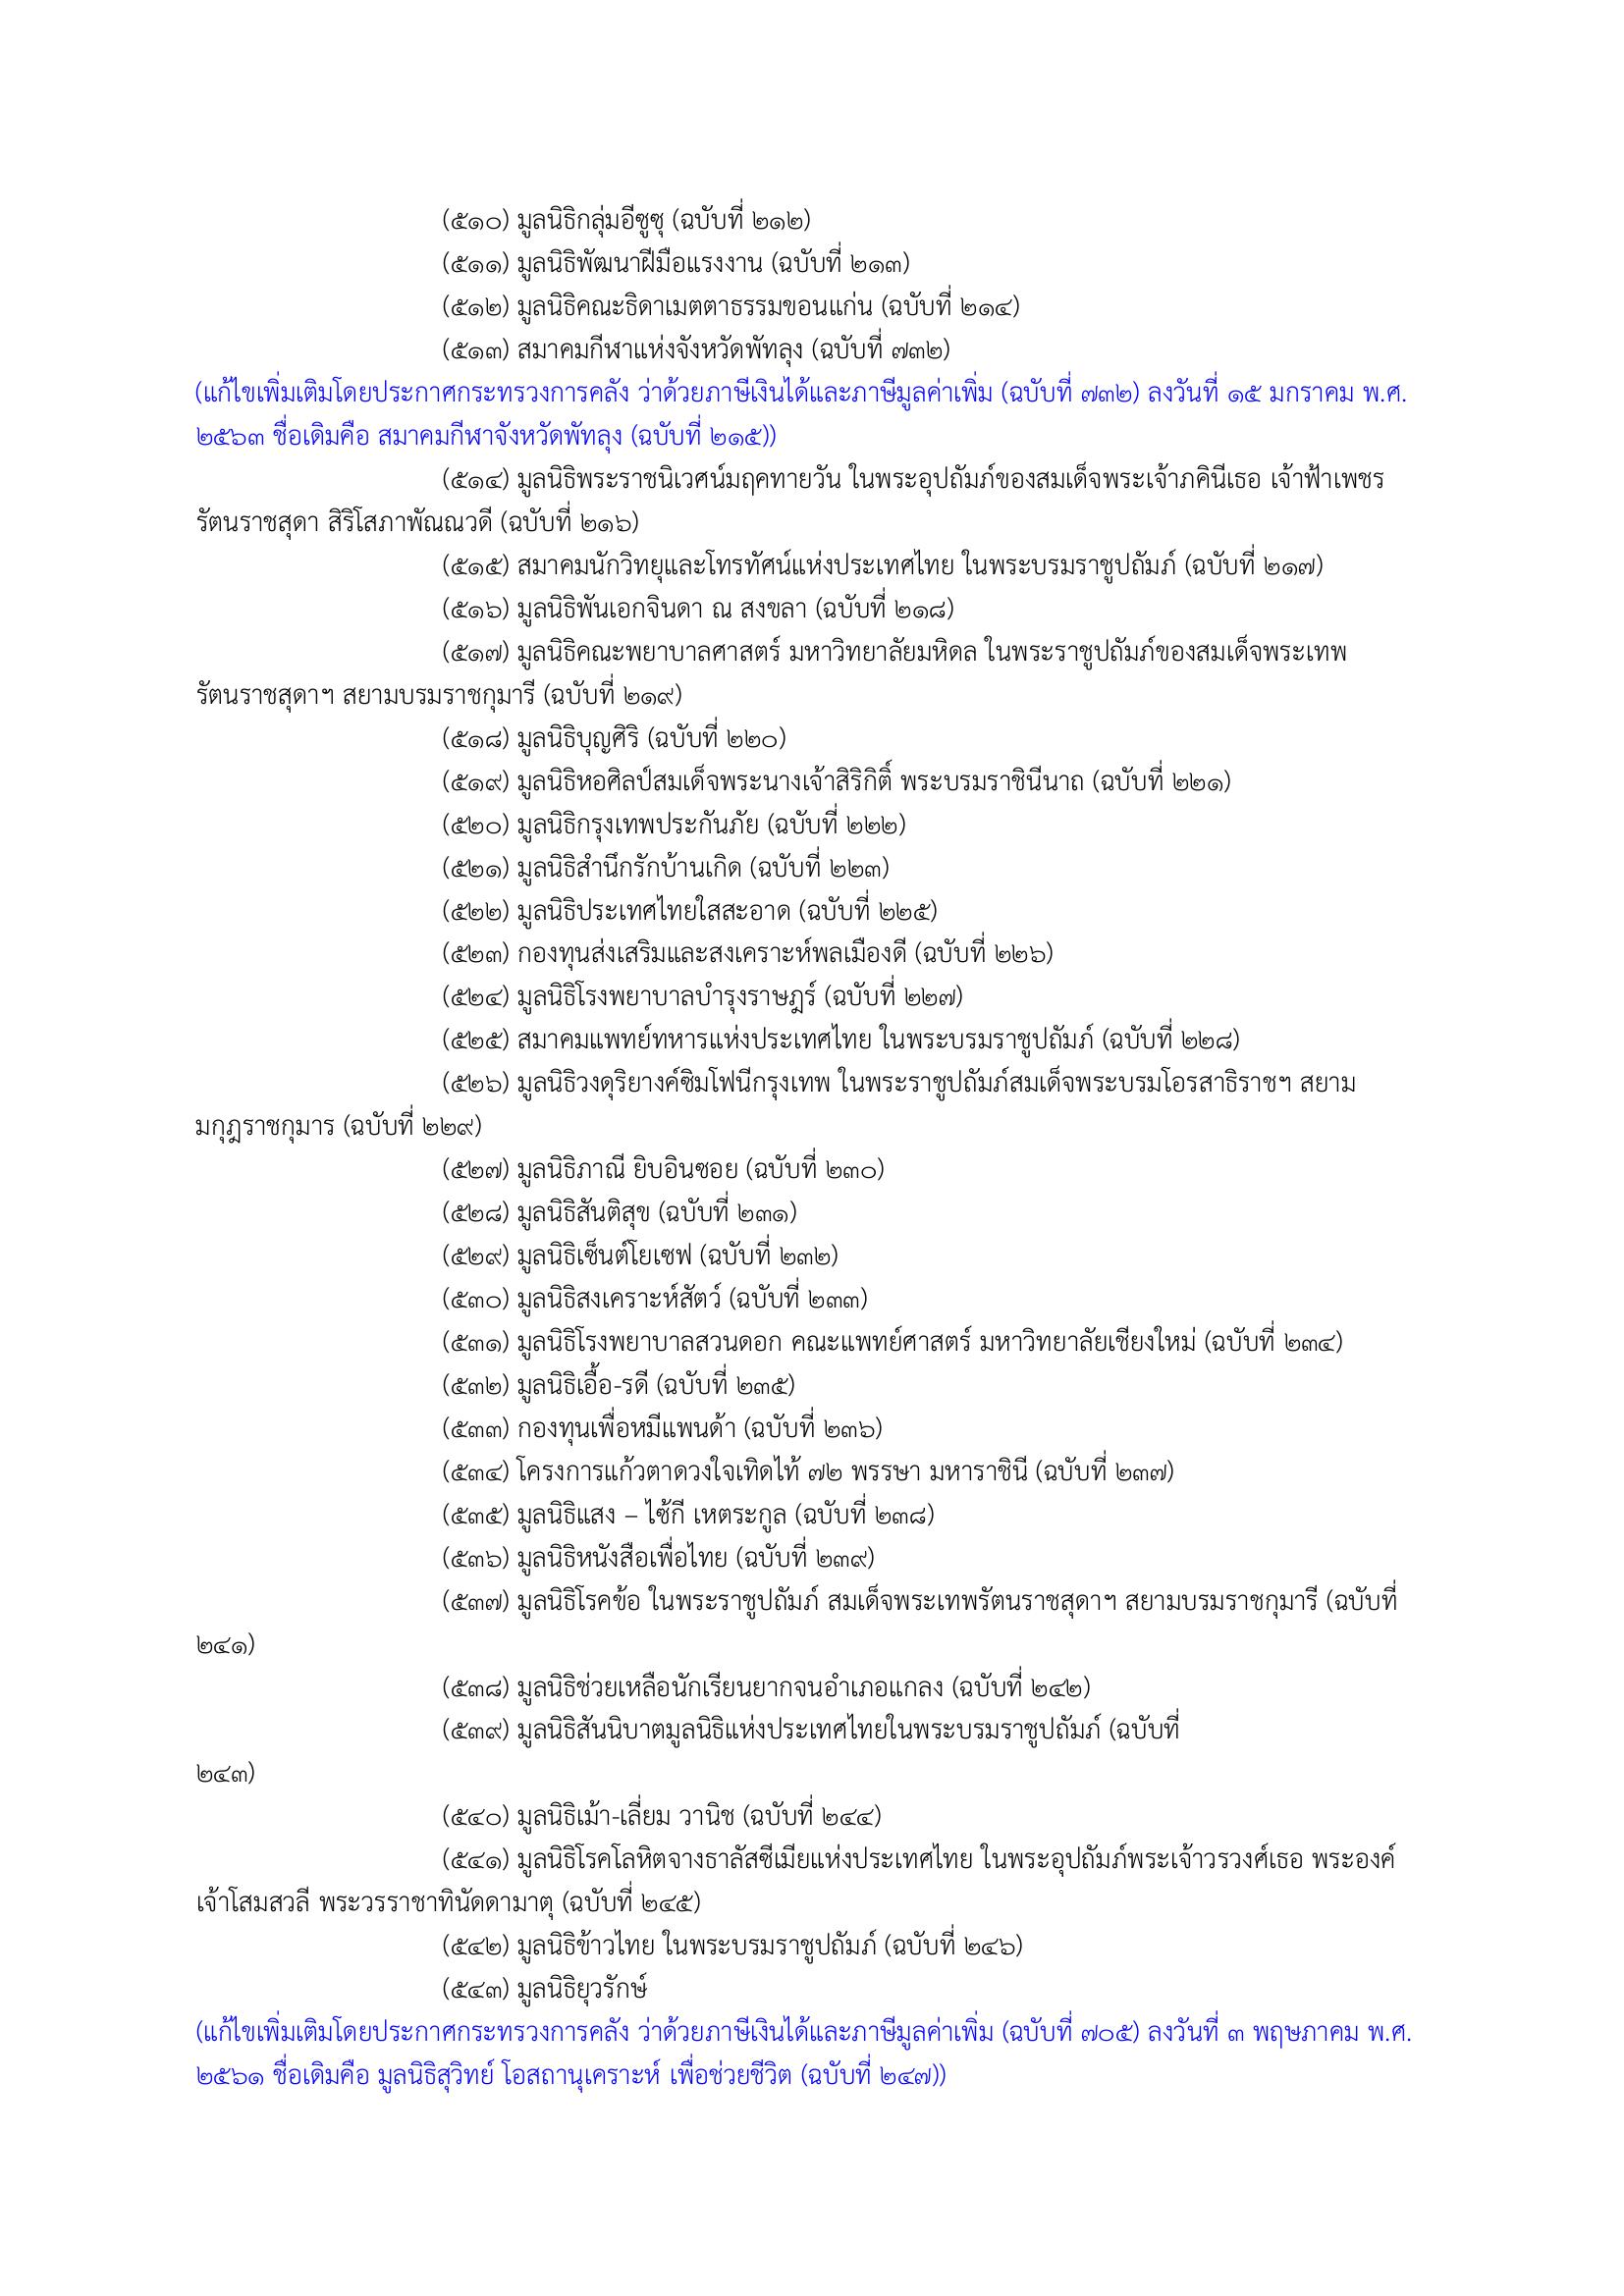 (๕๑๐) มูลนิธิกลุ่มอีซูซุ (ฉบับที่ ๒๑๒)
(๕๑๑) มูลนิธิพัฒนาฝีมือแรงงาน (ฉบับที่ ๒๑๓)
(๕๑๒) มูลนิธิคณะธิดาเมตตาธรรมขอนแก่น (ฉบับที่ ๒๑๔)
(๕๑๓) สมาคมกีฬาแห่งจังหวัดพัทลุง (ฉบับที่ ๗๓๒)
(แก้ไขเพิ่มเติมโดยประกาศกระทรวงการคลัง ว่าด้วยภาษีเงินได้และภาษีมูลค่าเพิ่ม (ฉบับที่ ๗๓๒) ลงวันที่ ๑๕ มกราคม พ.ศ.
๒๕๖๓ ชื่อเดิมคือ สมาคมกีฬาจังหวัดพัทลุง (ฉบับที่ ๒๑๕))
(๕๑๔) มูลนิธิพระราชนิเวศน์มฤคทายวัน ในพระอุปถัมภ์ของสมเด็จพระเจ้าภคินีเธอ เจ้าฟ้าเพชร
รัตนราชสุดา สิริโสภาพัณณวดี (ฉบับที่ ๒๑๖)
(๕๑๕) สมาคมนักวิทยุและโทรทัศน์แห่งประเทศไทย ในพระบรมราชูปถัมภ์ (ฉบับที่ ๒๑๗)
(๕๑๖) มูลนิธิพันเอกจินดา ณ สงขลา (ฉบับที่ ๒๑๘)
(๕๑๗) มูลนิธิคณะพยาบาลศาสตร์ มหาวิทยาลัยมหิดล ในพระราชูปถัมภ์ของสมเด็จพระเทพ
รัตนราชสุดาฯ สยามบรมราชกุมารี (ฉบับที่ ๒๑๙)
(๕๑๘) มูลนิธิบุญศิริ (ฉบับที่ ๒๒๐)
(๕๑๙) มูลนิธิหอศิลป์สมเด็จพระนางเจ้าสิริกิติ์ พระบรมราชินีนาถ (ฉบับที่ ๒๒๑)
(๕๒๐) มูลนิธิกรุงเทพประกันภัย (ฉบับที่ ๒๒๒)
(๕๒๑) มูลนิธิสำนึกรักบ้านเกิด (ฉบับที่ ๒๒๓)
(๕๒๒) มูลนิธิประเทศไทยใสสะอาด (ฉบับที่ ๒๒๕)
(๕๒๓) กองทุนส่งเสริมและสงเคราะห์พลเมืองดี (ฉบับที่ ๒๒๖)
(๕๒๔) มูลนิธิโรงพยาบาลบำรุงราษฎร์ (ฉบับที่ ๒๒๗)
(๕๒๕) สมาคมแพทย์ทหารแห่งประเทศไทย ในพระบรมราชูปถัมภ์ (ฉบับที่ ๒๒๘)
(๕๒๖) มูลนิธิวงดุริยางค์ซิมโฟนีกรุงเทพ ในพระราชูปถัมภ์สมเด็จพระบรมโอรสาธิราชฯ สยาม
มกุฎราชกุมาร (ฉบับที่ ๒๒๙)
(๕๒๗) มูลนิธิภาณี ยิบอินซอย (ฉบับที่ ๒๓๐)
(๕๒๘) มูลนิธิสันติสุข (ฉบับที่ ๒๓๑)
(๕๒๙) มูลนิธิเซ็นต์โยเซฟ (ฉบับที่ ๒๓๒)
(๕๓๐) มูลนิธิสงเคราะห์สัตว์ (ฉบับที่ ๒๓๓)
(๕๓๑) มูลนิธิโรงพยาบาลสวนดอก คณะแพทย์ศาสตร์ มหาวิทยาลัยเชียงใหม่ (ฉบับที่ ๒๓๔)
(๕๓๒) มูลนิธิเอื้อ-รดี (ฉบับที่ ๒๓๕)
(๕๓๓) กองทุนเพื่อหมีแพนด้า (ฉบับที่ ๒๓๖)
(๕๓๔) โครงการแก้วตาดวงใจเทิดไท้ ๗๒ พรรษา มหาราชินี (ฉบับที่ ๒๓๗)
(๕๓๕) มูลนิธิแสง – ไซ้กี เหตระกูล (ฉบับที่ ๒๓๘)
(๕๓๖) มูลนิธิหนังสือเพื่อไทย (ฉบับที่ ๒๓๙)
(๕๓๗) มูลนิธิโรคข้อ ในพระราชูปถัมภ์ สมเด็จพระเทพรัตนราชสุดาฯ สยามบรมราชกุมารี (ฉบับที่
๒๔๑)
(๕๓๘) มูลนิธิช่วยเหลือนักเรียนยากจนอำเภอแกลง (ฉบับที่ ๒๔๒)
(๕๓๙) มูลนิธิสันนิบาตมูลนิธิแห่งประเทศไทยในพระบรมราชูปถัมภ์ (ฉบับที่
๒๔๓)
(๕๔๐) มูลนิธิเม้า-เลี่ยม วานิช (ฉบับที่ ๒๔๔)
(๕๔๑) มูลนิธิโรคโลหิตจางธาลัสซีเมียแห่งประเทศไทย ในพระอุปถัมภ์พระเจ้าวรวงศ์เธอ พระองค์
เจ้าโสมสวลี พระวรราชาทินัดดามาตุ (ฉบับที่ ๒๔๕)
(๕๔๒) มูลนิธิข้าวไทย ในพระบรมราชูปถัมภ์ (ฉบับที่ ๒๔๖)
(๕๔๓) มูลนิธิยุวรักษ์
(แก้ไขเพิ่มเติมโดยประกาศกระทรวงการคลัง ว่าด้วยภาษีเงินได้และภาษีมูลค่าเพิ่ม (ฉบับที่ ๗๐๕) ลงวันที่ ๓ พฤษภาคม พ.ศ.
๒๕๖๑ ชื่อเดิมคือ มูลนิธิสุวิทย์ โอสถานุเคราะห์ เพื่อช่วยชีวิต (ฉบับที่ ๒๔๗))